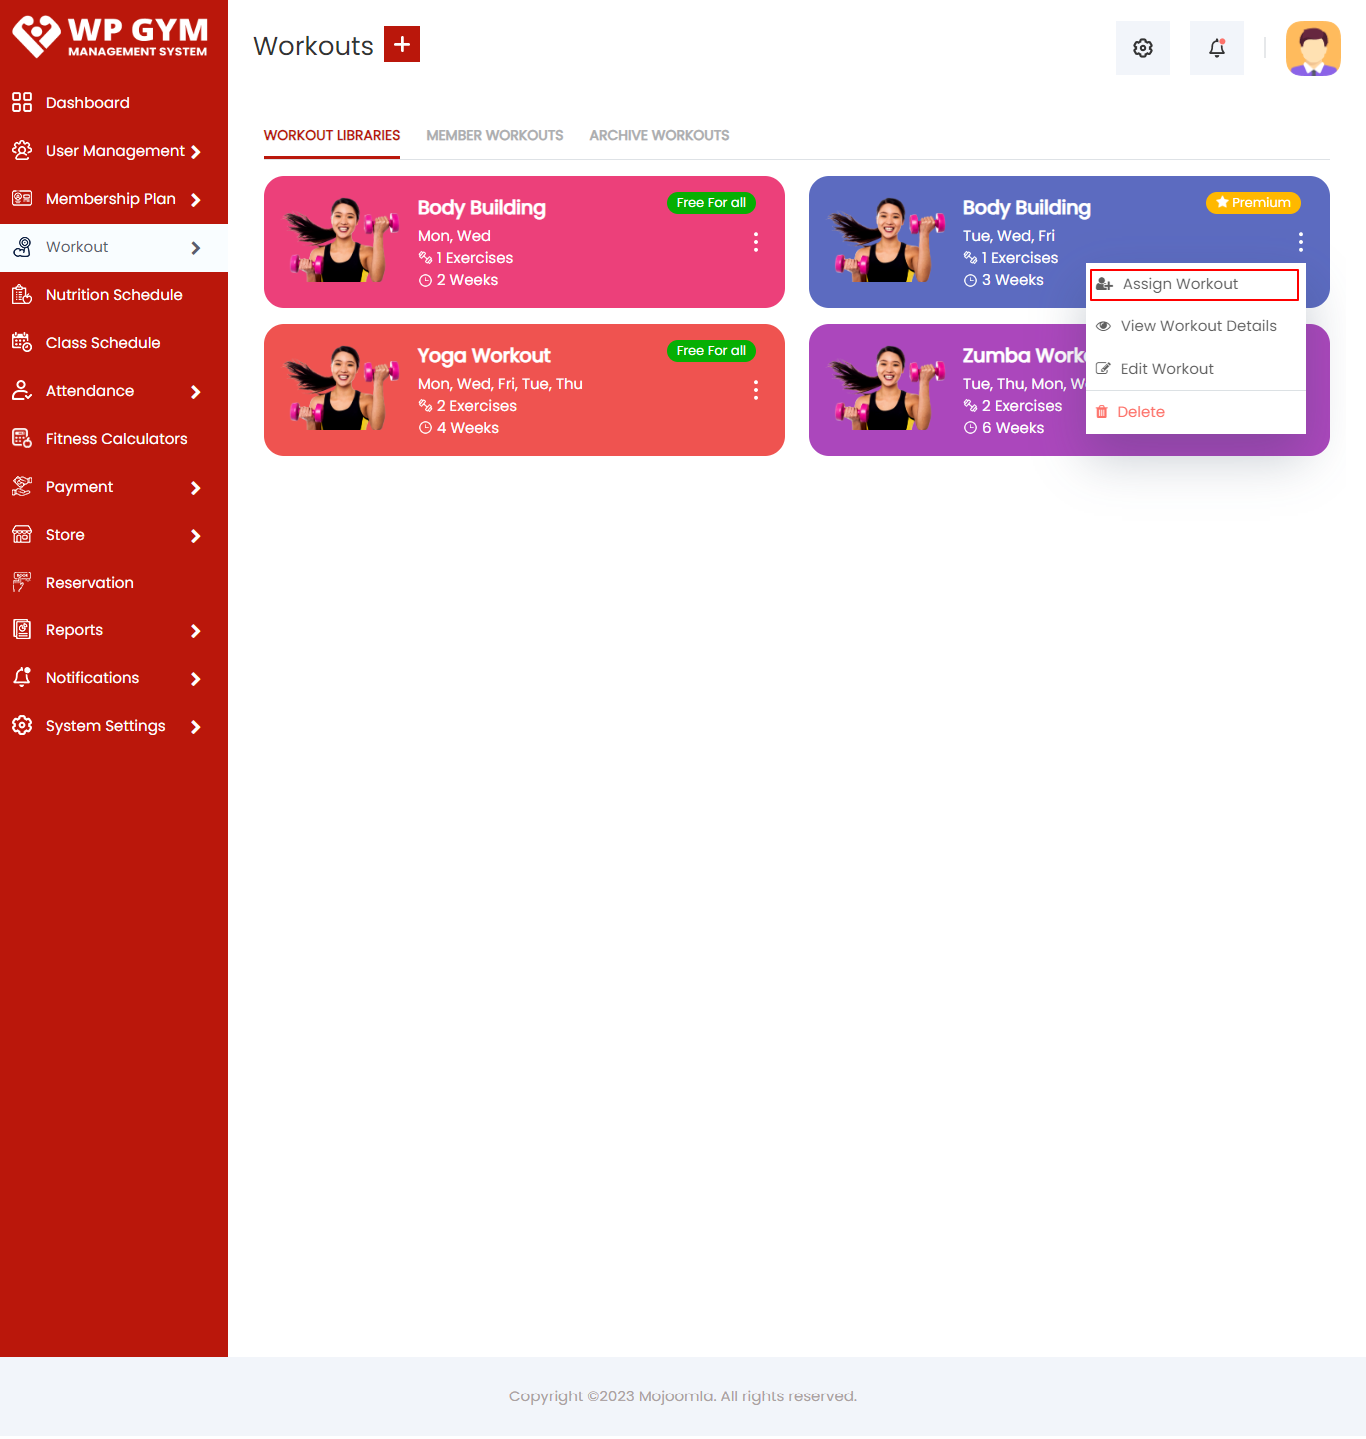 WP GYM
MANAGEMENT SYSTEM
Dashboard
User Management
Membership Plan
Workout
Nutrition Schedule
Class Schedule
Attendance
Fitness Calculators
Payment
Store
Reservation
Reports
Notifications
System Settings
Workouts
WORKOUT LIBRARIES
MEMBER WORKOUTS
ARCHIVE WORKOUTS
Body Building
Free For all
Mon, Wed
1 Exercises
2 Weeks
Body Building
Premium
Tue, Wed, Fri
1 Exercises
3 Weeks
Assign Workout
View Workout Details
Edit Workout
Delete
Yoga Workout
Free For all
Mon, Wed, Fri, Tue, Thu
2 Exercises
4 Weeks
Zumba Work
Tue, Thu, Mon, W
2 Exercises
6 Weeks
Copyright ©2023 Mojoomla. All rights reserved.